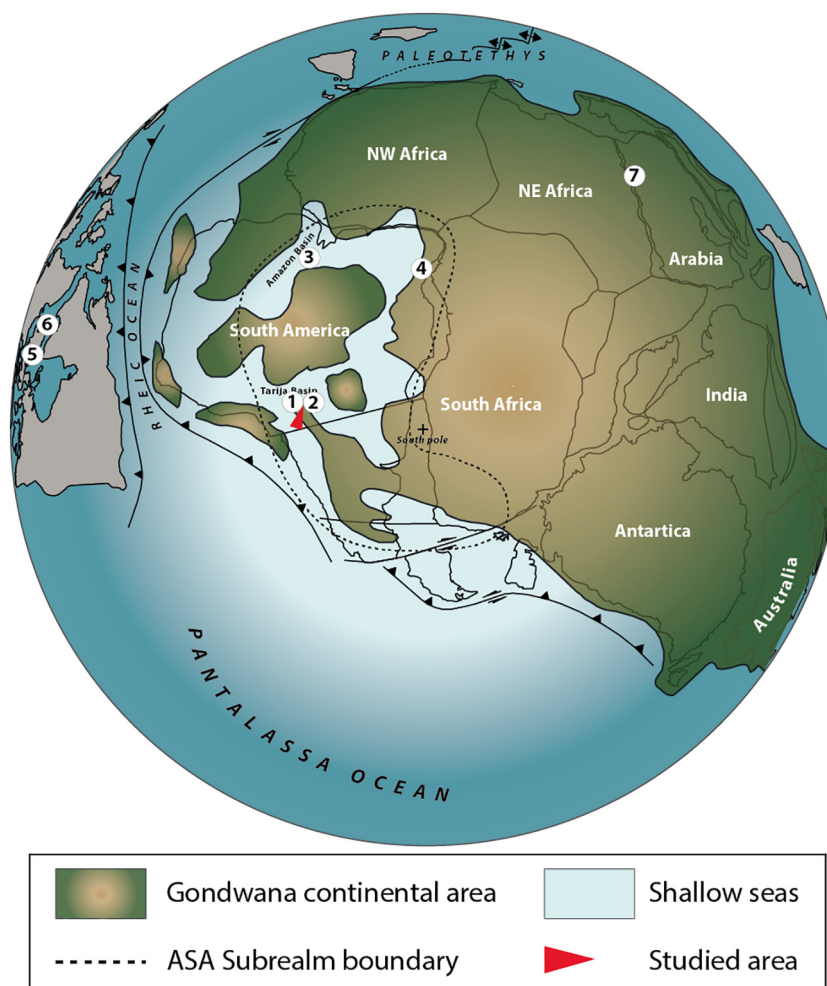 PALEOTETHYS
NW Africa
NE Africa
7
Arabia
Amazon Basin
3
4
RHEIC OCEAN
6
5
South America
Tarija Basin
1
2
South Africa
South pole
India
Antartica
Australia
PANTALASSA OCEAN
Gondwana continental area
Shallow seas
ASA Subrealm boundary
Studied area